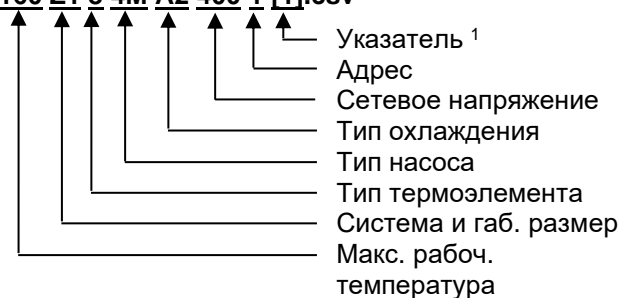 Указатель ¹
Адрес
Сетевое напряжение
Тип охлаждения
Тип насоса
Тип термоэлемента
Система и габ. размер
Макс. рабоч.
температура